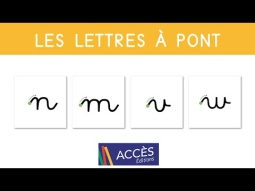 LES LETTRES À PONT
n m v w
ACCÈS
Éditions